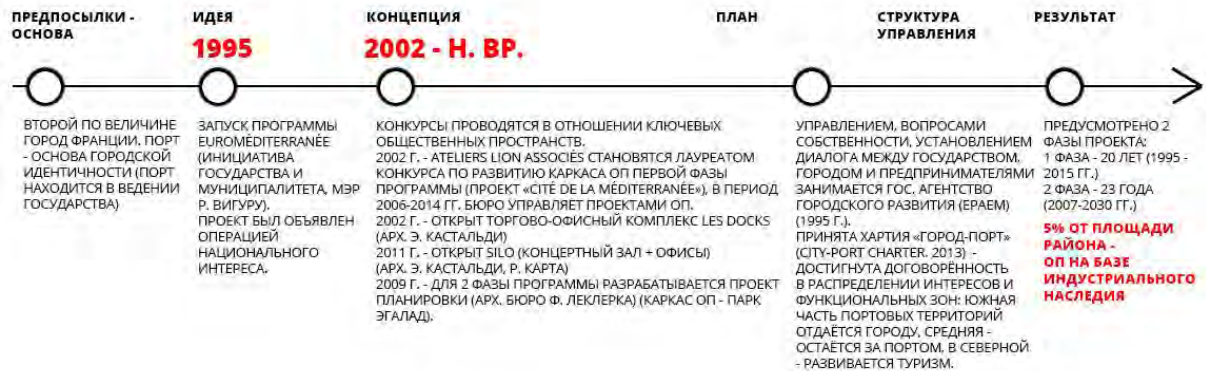 ПРЕДПОСЫЛКИ -
ОСНОВА
ИДЕЯ
1995
КОНЦЕПЦИЯ
2002 - Н. ВР.
ПЛАН
СТРУКТУРА
УПРАВЛЕНИЯ
РЕЗУЛЬТАТ
ВТОРОЙ ПО ВЕЛИЧИНЕ
ГОРОД ФРАНЦИИ. ПОРТ
- ОСНОВА ГОРОДСКОЙ
ИДЕНТИЧНОСТИ (ПОРТ
НАХОДИТСЯ В ВЕДЕНИИ
ГОСУДАРСТВА)
ЗАПУСК ПРОГРАММЫ
EUROMÉDITERRANÉE
(ИНИЦИАТИВА
ГОСУДАРСТВА И
МУНИЦИПАЛИТЕТА, МЭР
Р. ВИГУРУ).
ПРОЕКТ БЫЛ ОБЪЯВЛЕН
ОПЕРАЦИЕЙ
НАЦИОНАЛЬНОГО
ИНТЕРЕСА.
КОНКУРСЫ ПРОВОДЯТСЯ В ОТНОШЕНИИ КЛЮЧЕВЫХ
ОБЩЕСТВЕННЫХ ПРОСТРАНСТВ.
2002 Г. - ATELIERS LION ASSOCIÉS СТАНОВЯТСЯ ЛАУРЕАТОМ
КОНКУРСА ПО РАЗВИТИЮ КАРКАСА ОП ПЕРВОЙ ФАЗЫ
ПРОГРАММЫ (ПРОЕКТ «CITÉ DE LA MÉDITERRANÉE»), В ПЕРИОД
2006-2014 ГГ. БЮРО УПРАВЛЯЕТ ПРОЕКТАМИ ОП.
2002 Г. - ОТКРЫТ ТОРГОВО-ОФИСНЫЙ КОМПЛЕКС LES DOCKS
(АРХ. Э. КАСТАЛЬДИ)
2011 Г. - ОТКРЫТ SILO (КОНЦЕРТНЫЙ ЗАЛ + ОФИСЫ)
(АРХ. Э. КАСТАЛЬДИ, Р. КАРТА)
2009 Г. - ДЛЯ 2 ФАЗЫ ПРОГРАММЫ РАЗРАБАТЫВАЕТСЯ ПРОЕКТ
ПЛАНИРОВКИ (АРХ. БЮРО Ф. ЛЕКЛЕРКА) (КАРКАС ОП - ПАРК
ЭГАЛАД).
УПРАВЛЕНИЕМ, ВОПРОСАМИ
СОБСТВЕННОСТИ, УСТАНОВЛЕНИЕМ
ДИАЛОГА МЕЖДУ ГОСУДАРСТВОМ,
ГОРОДОМ И ПРЕДПРИНИМАТЕЛЯМИ
ЗАНИМАЕТСЯ ГОС. АГЕНТСТВО
ГОРОДСКОГО РАЗВИТИЯ (EPAEM)
(1995 Г.).
ПРИНЯТА ХАРТИЯ «ГОРОД-ПОРТ»
(CITY-PORT CHARTER. 2013) -
ДОСТИГНУТА ДОГОВОРЁННОСТЬ
В РАСПРЕДЕЛЕНИИ ИНТЕРЕСОВ И
ФУНКЦИОНАЛЬНЫХ ЗОН: ЮЖНАЯ
ЧАСТЬ ПОРТОВЫХ ТЕРРИТОРИЙ
ОТДАЁТСЯ ГОРОДУ, СРЕДНЯЯ -
ОСТАЁТСЯ ЗА ПОРТОМ, В СЕВЕРНОЙ
- РАЗВИВАЕТСЯ ТУРИЗМ.
ПРЕДУСМОТРЕНО 2
ФАЗЫ ПРОЕКТА:
1 ФАЗА - 20 ЛЕТ (1995 -
2015 ГГ.)
2 ФАЗА - 23 ГОДА
(2007-2030 ГГ.)
5% ОТ ПЛОЩАДИ
РАЙОНА -
ОП НА БАЗЕ
ИНДУСТРИАЛЬНОГО
НАСЛЕДИЯ